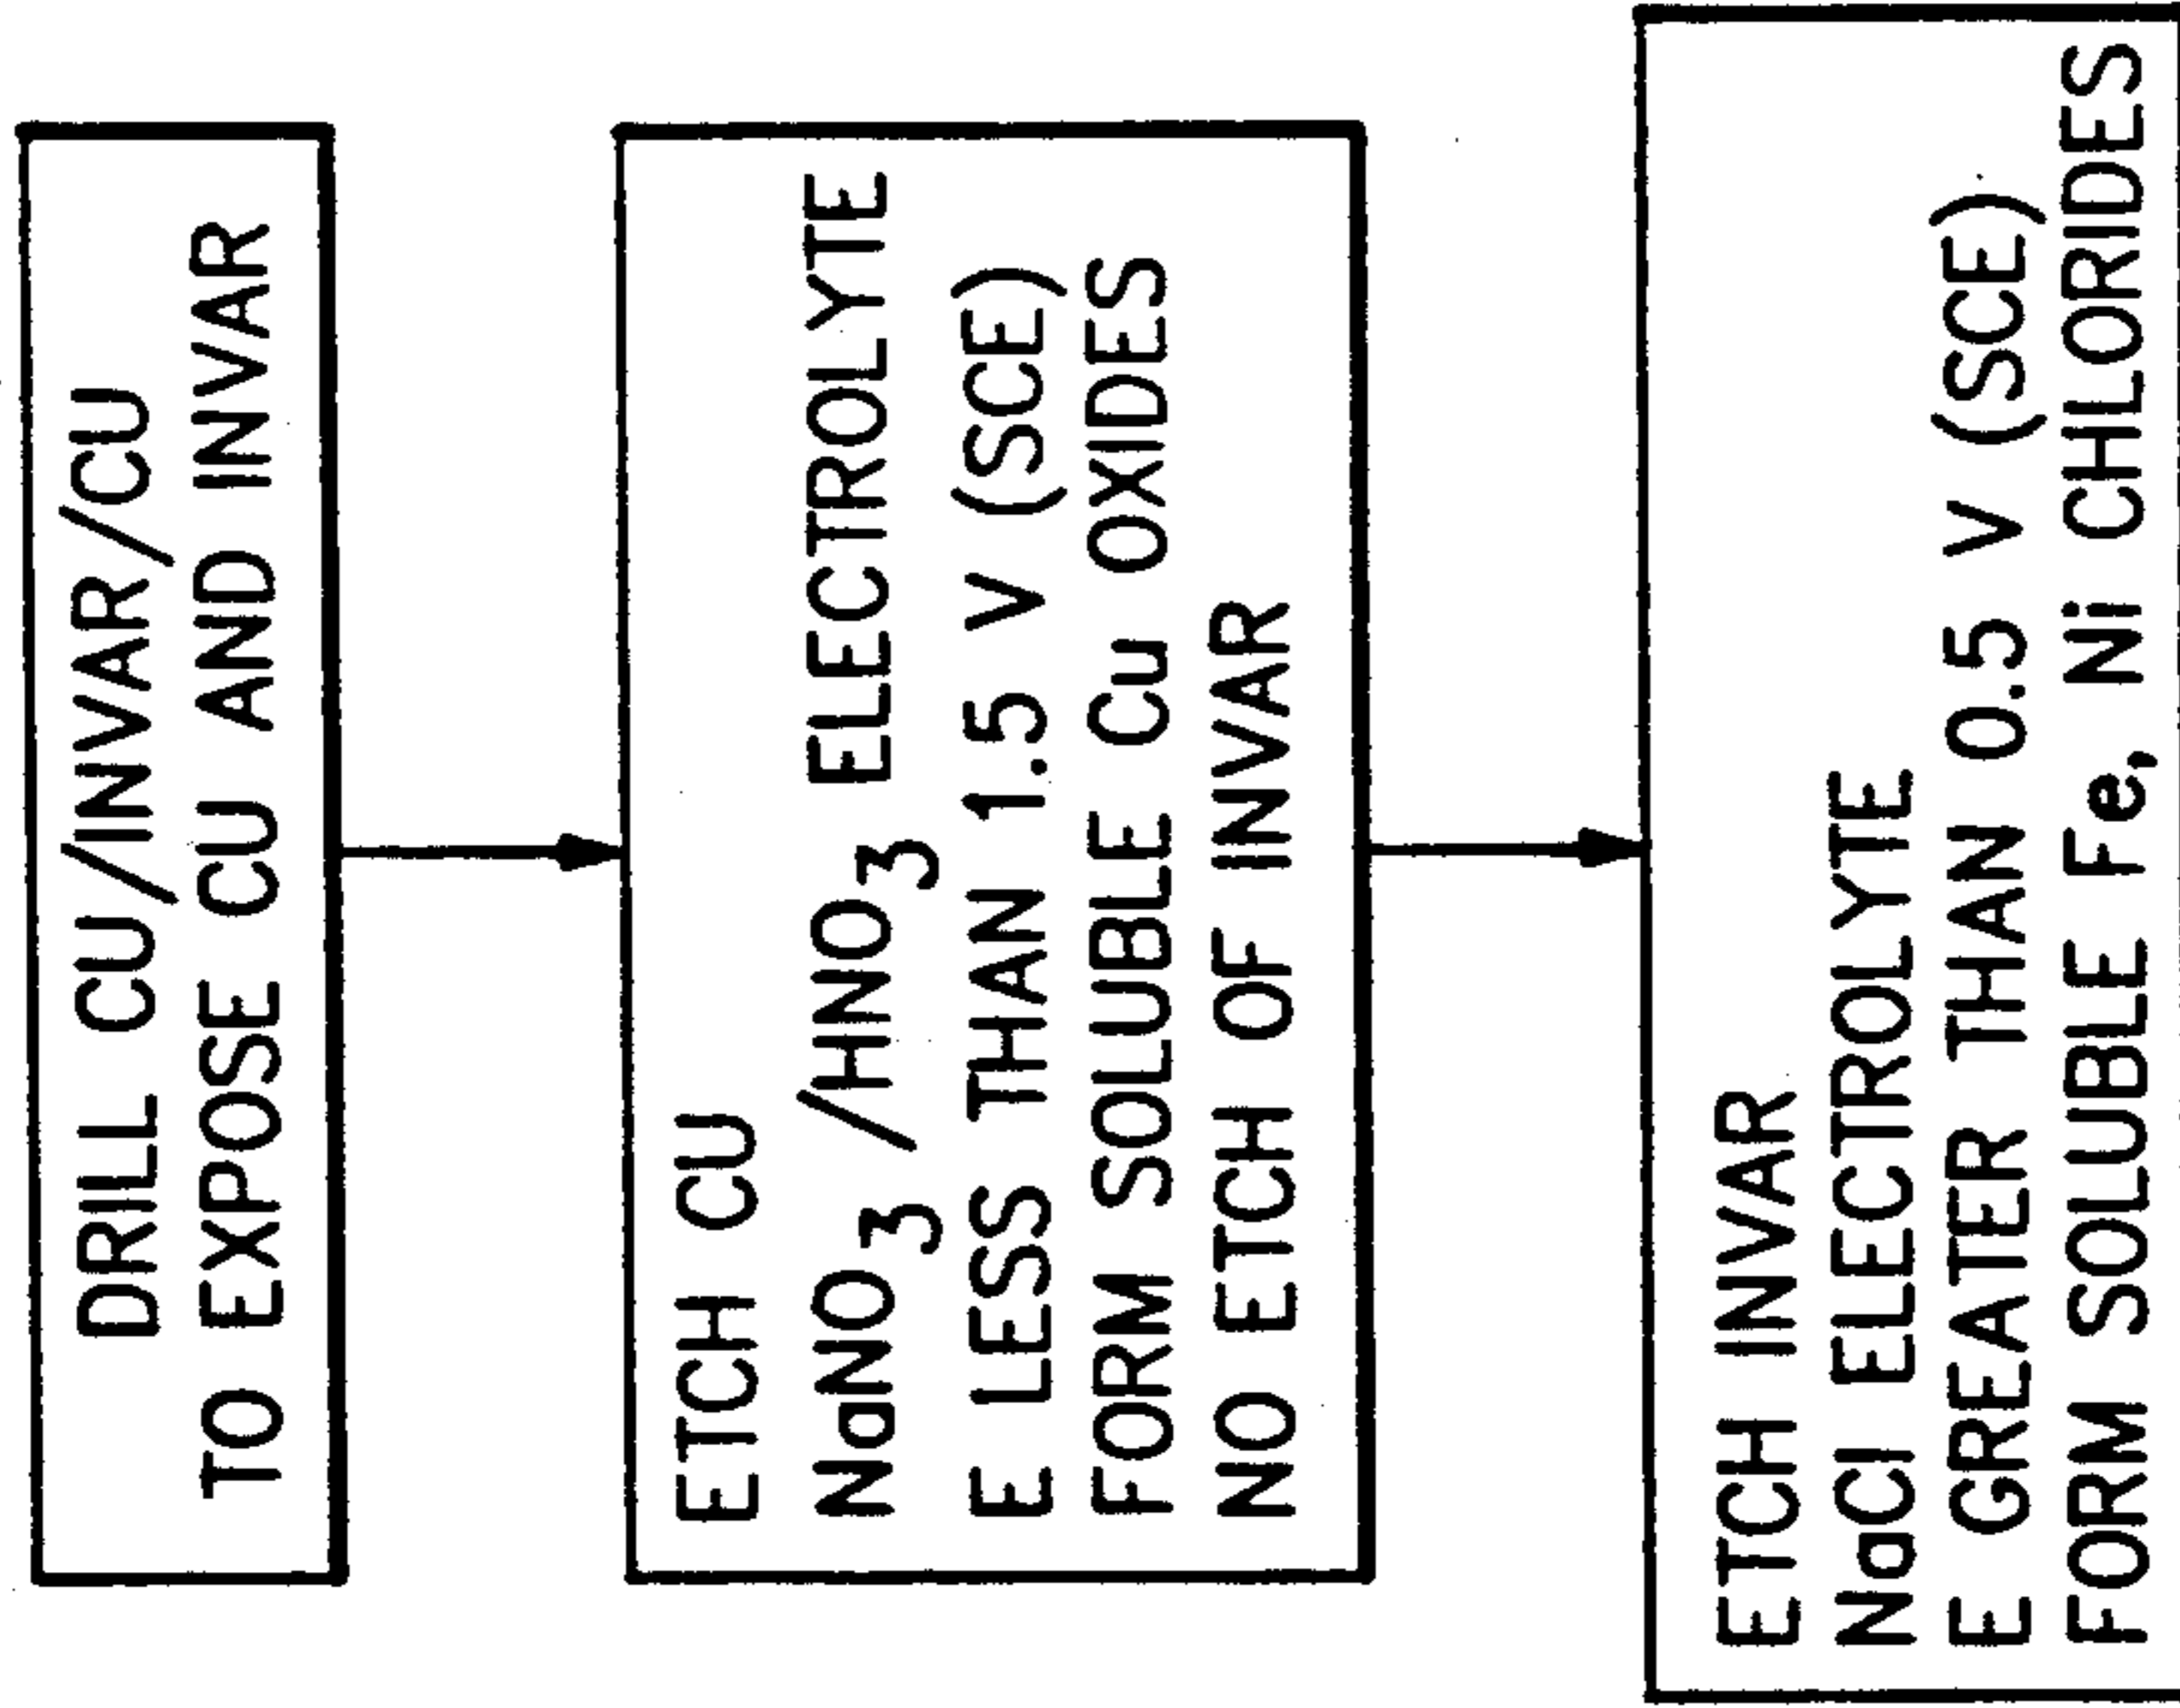 DRILL CU/INVAR/CU
TO EXPOSE CU AND INVAR
ETCH CU
NaNO3/HNO3 ELECTROLYTE
E LESS THAN 1.5 V (SCE)
FORM SOLUBLE Cu OXIDES
NO ETCH OF INVAR
ETCH INVAR
NaCl ELECTROLYTE
E GREATER THAN 0.5 V (SCE)
FORM SOLUBLE Fe, Ni CHLORIDES